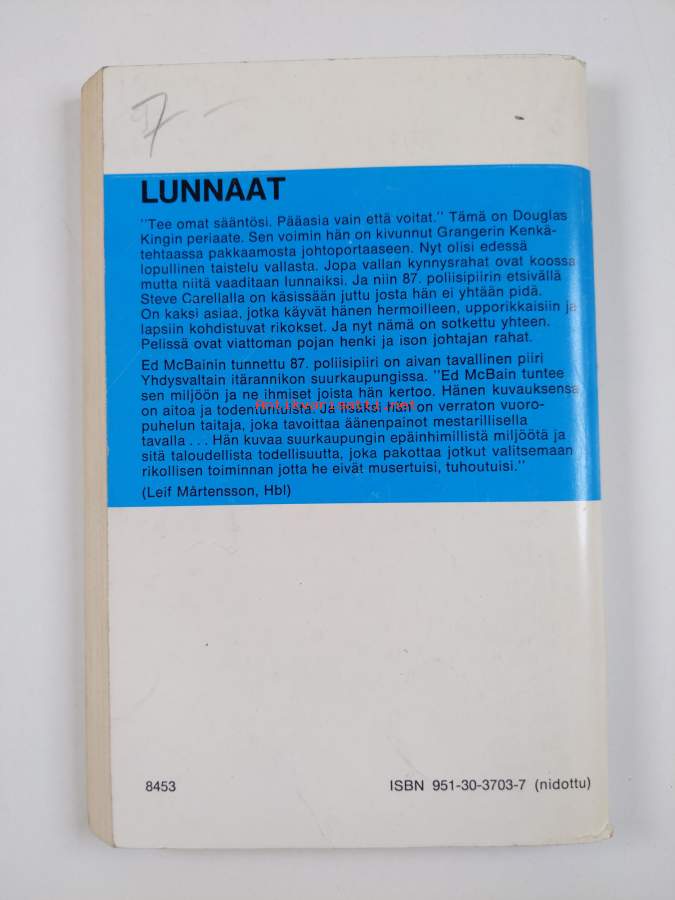 7-
LUNNAAT
"Tee omat sääntösi. Pääasia vain että voitat." Tämä on Douglas
Kingin periaate. Sen voimin hän on kivunnut Grangerin Kenkä-
tehtaassa pakkaamosta johtoportaaseen. Nyt olisi edessä
lopullinen taistelu vallasta. Jopa vallan kynnysrahat ovat koossa
mutta niitä vaaditaan lunnaiksi. Ja niin 87. poliisipiirin etsivällä
Steve Carellalla on käsissään juttu josta hän ei yhtään pidä.
On kaksi asiaa, jotka käyvät hänen hermoilleen, upporikkaisiin ja
lapsiin kohdistuvat rikokset. Ja nyt nämä on sotkettu yhteen.
Pelissä ovat viattoman pojan henki ja ison johtajan rahat.
Ed McBainin tunnettu 87. poliisipiiri on aivan tavallinen piiri
Yhdysvaltain itärannikon suurkaupungissa. "Ed McBain tuntee
sen miljöön ja ne ihmiset joista hän kertoo. Hänen kuvauksensa
on aitoa ja todentuntuista. Ja lisäksi hän on verraton vuoro-
puhelun taitaja, joka tavoittaa äänenpainot mestarillisella
tavalla... Hän kuvaa suurkaupungin epäinhimillistä miljöötä ja
sitä taloudellista todellisuutta, joka pakottaa jotkut valitsemaan
rikollisen toiminnan jotta he eivät musertuisi, tuhoutuisi."
(Leif Mårtensson, Hbl)
8453
ISBN 951-30-3703-7 (nidottu)